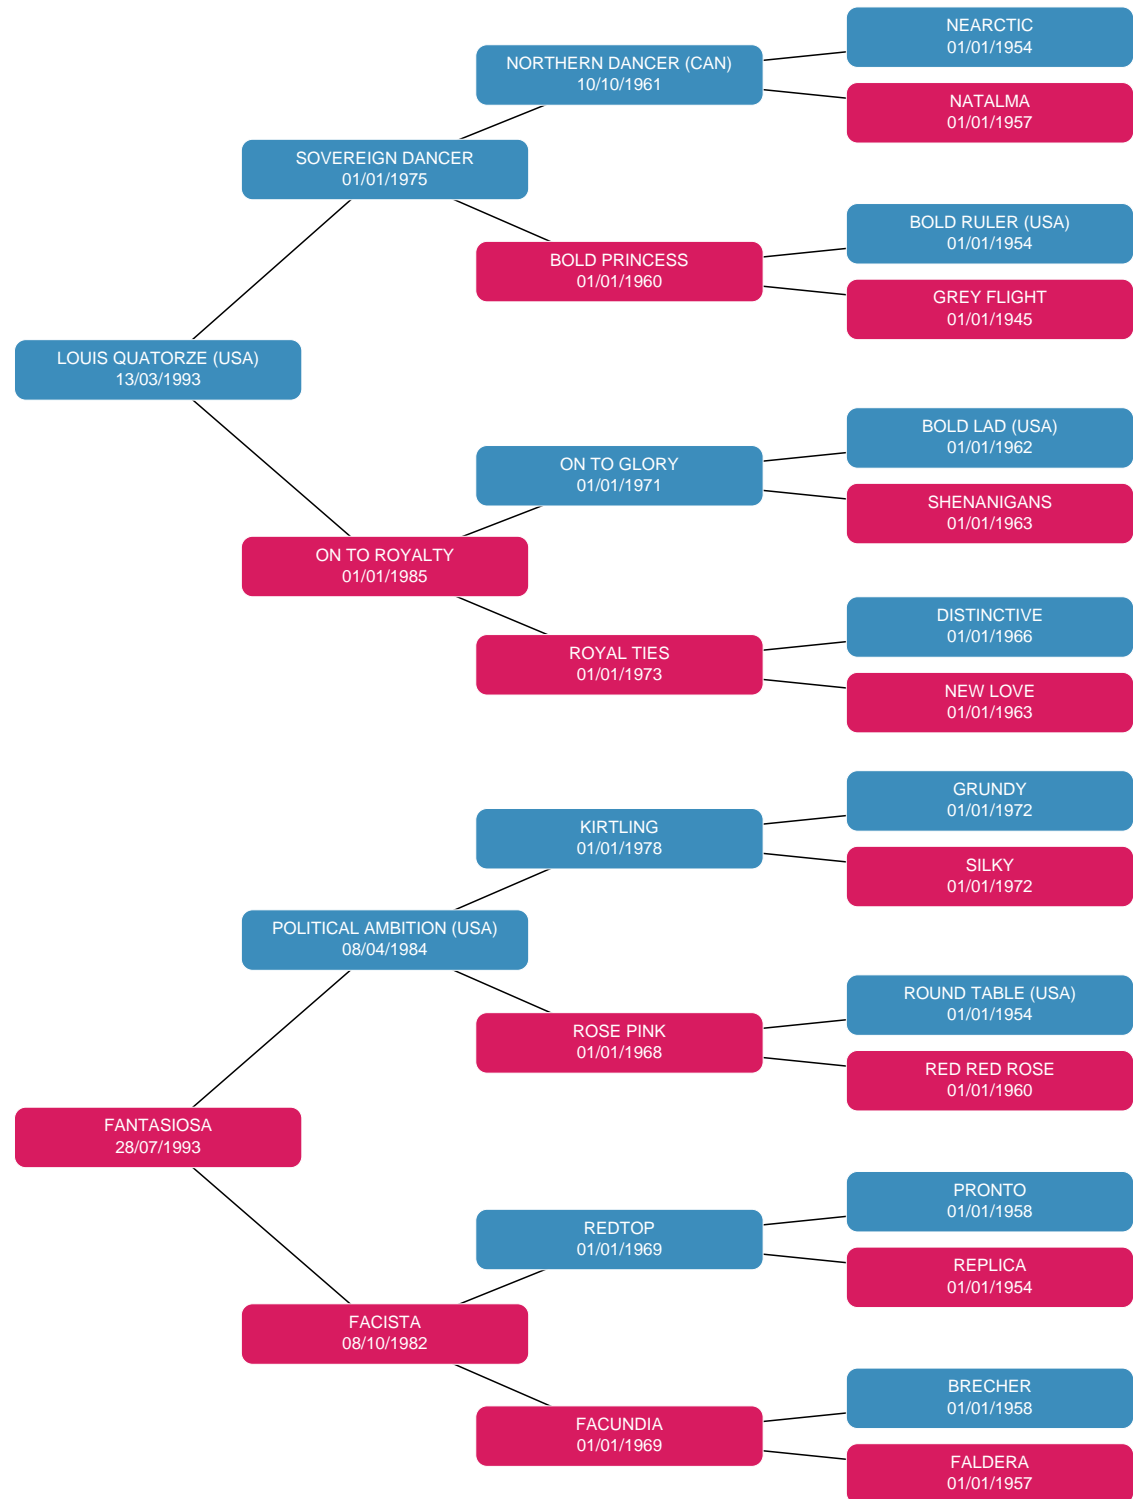 NEARCTIC
01/01/1954
NORTHERN DANCER (CAN)
10/10/1961
NATALMA
01/01/1957
SOVEREIGN DANCER
01/01/1975
BOLD RULER (USA)
01/01/1954
BOLD PRINCESS
01/01/1960
GREY FLIGHT
01/01/1945
LOUIS QUATORZE (USA)
13/03/1993
BOLD LAD (USA)
01/01/1962
ON TO GLORY
01/01/1971
SHENANIGANS
01/01/1963
ON TO ROYALTY
01/01/1985
DISTINCTIVE
01/01/1966
ROYAL TIES
01/01/1973
NEW LOVE
01/01/1963
GRUNDY
01/01/1972
KIRTLING
01/01/1978
SILKY
01/01/1972
POLITICAL AMBITION (USA)
08/04/1984
ROUND TABLE (USA)
01/01/1954
ROSE PINK
01/01/1968
RED RED ROSE
01/01/1960
FANTASIOSA
28/07/1993
PRONTO
01/01/1958
REDTOP
01/01/1969
REPLICA
01/01/1954
FACISTA
08/10/1982
BRECHER
01/01/1958
FACUNDIA
01/01/1969
FALDERA
01/01/1957